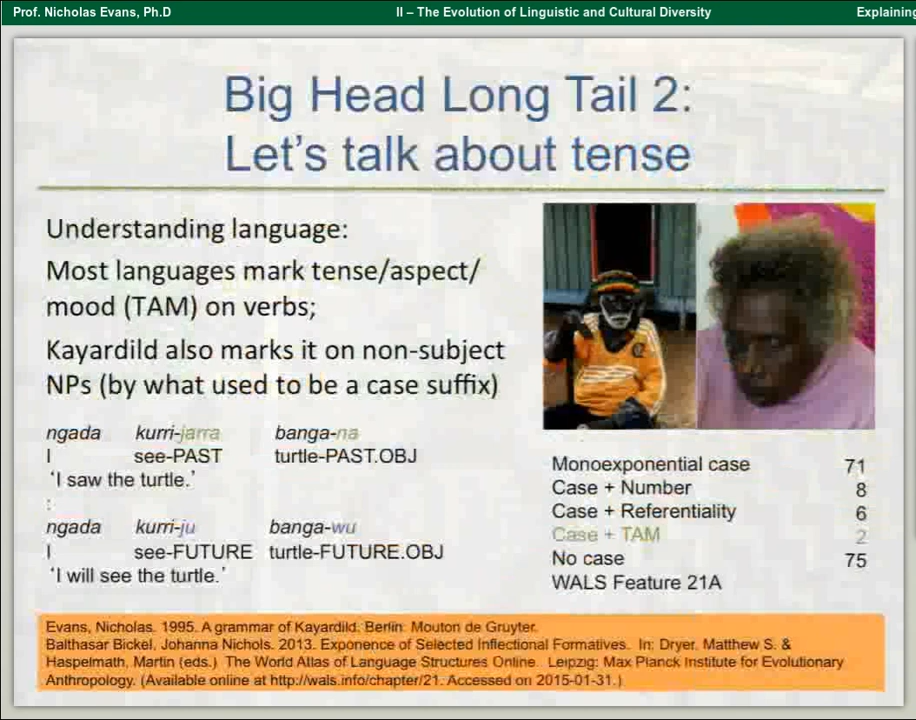 Prof. Nicholas Evans, Ph.D
II – The Evolution of Linguistic and Cultural Diversity
Explaining
Big Head Long Tail 2:
Let's talk about tense
Understanding language:
Most languages mark tense/aspect/
mood (TAM) on verbs;
Kayardild also marks it on non-subject
NPs (by what used to be a case suffix)
ngada kurri-jarra banga-na
I see-PAST turtle-PAST.OBJ
'I saw the turtle.'
:
ngada kurri-ju banga-wu
I see-FUTURE turtle-FUTURE.OBJ
'I will see the turtle.'
Monoexponential case 71
Case + Number 8
Case + Referentiality 6
Case + TAM 2
No case 75
WALS Feature 21A
Evans, Nicholas. 1995. A grammar of Kayardild. Berlin: Mouton de Gruyter.
Balthasar Bickel, Johanna Nichols. 2013. Exponence of Selected Inflectional Formatives. In: Dryer, Matthew S. &
Haspelmath, Martin (eds.) The World Atlas of Language Structures Online. Leipzig: Max Planck Institute for Evolutionary
Anthropology. (Available online at http://wals.info/chapter/21. Accessed on 2015-01-31.)